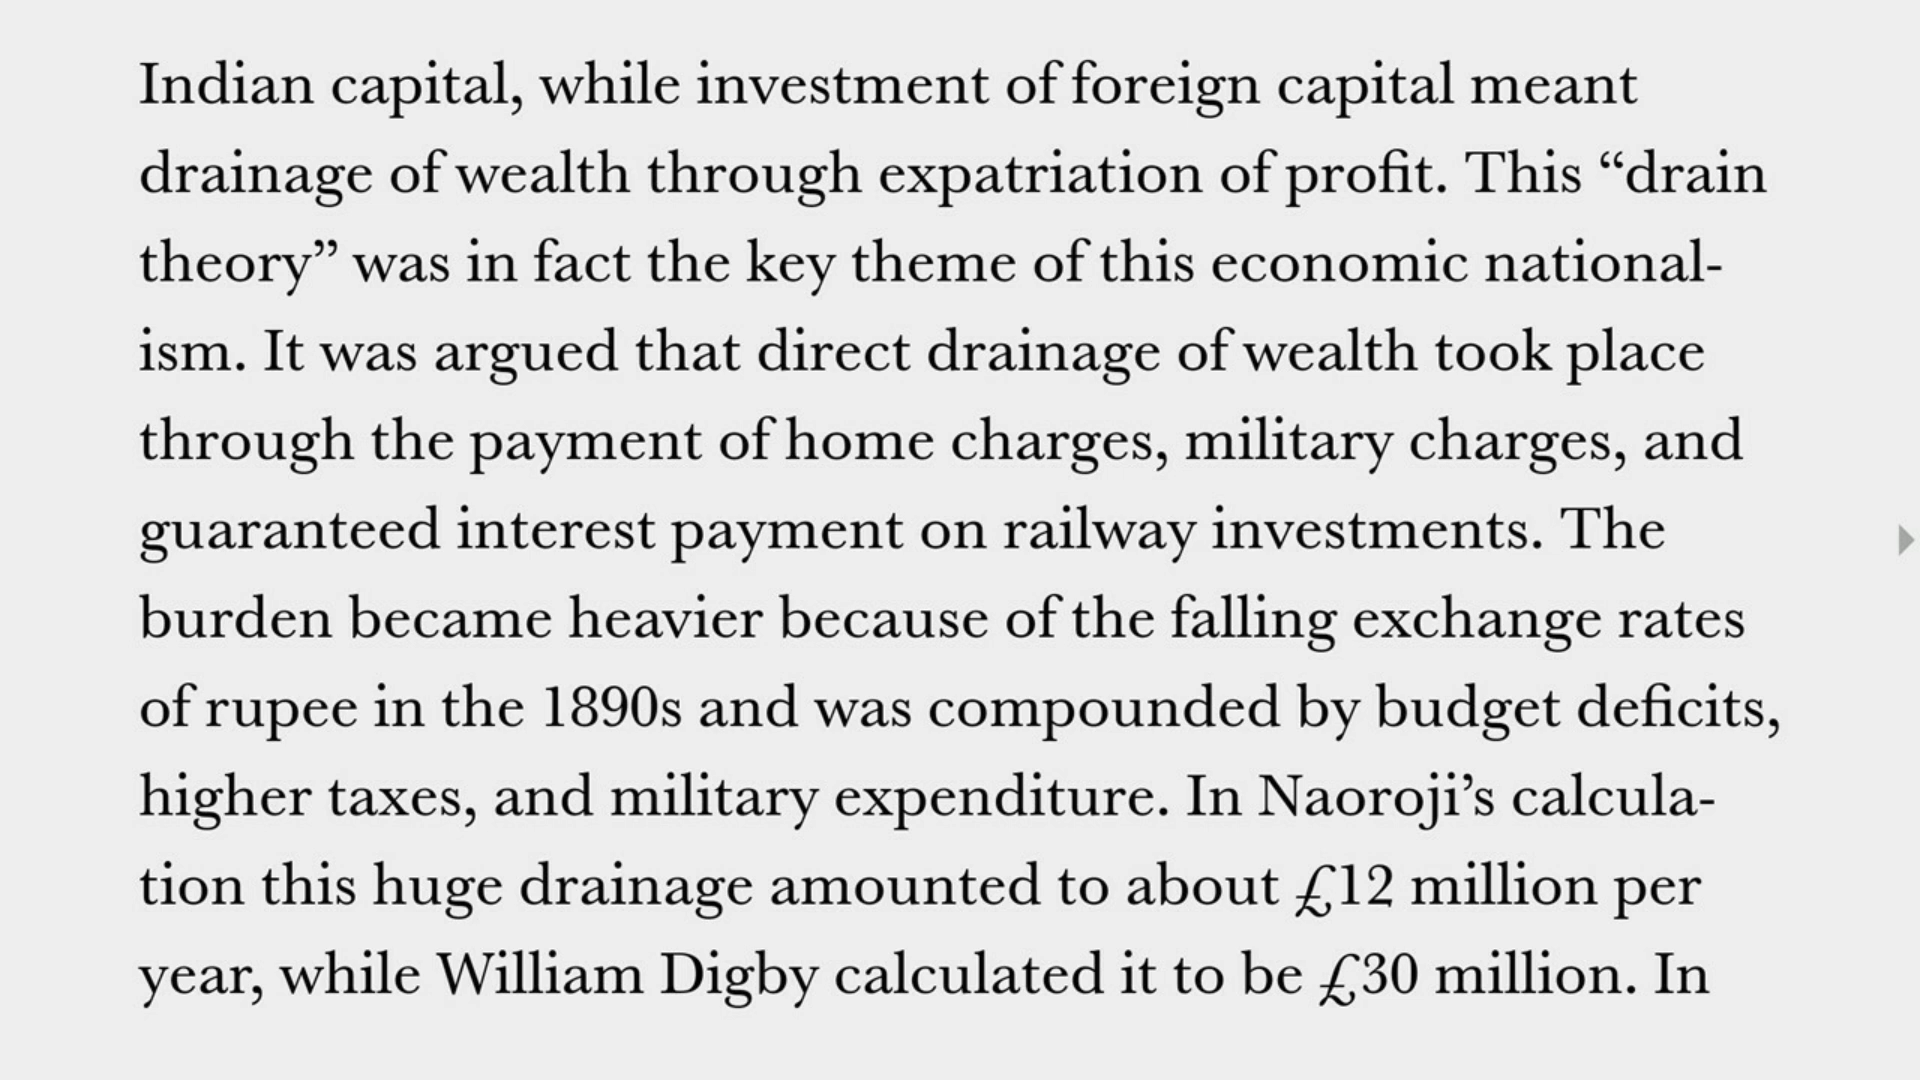 Indian capital, while investment of foreign capital meant
drainage of wealth through expatriation of profit. This “drain
theory” was in fact the key theme of this economic national-
ism. It was argued that direct drainage of wealth took place
through the payment of home charges, military charges, and
guaranteed interest payment on railway investments. The
burden became heavier because of the falling exchange rates
of rupee in the 1890s and was compounded by budget deficits,
higher taxes, and military expenditure. In Naoroji’s calcula-
tion this huge drainage amounted to about £12 million per
year, while William Digby calculated it to be £30 million. In